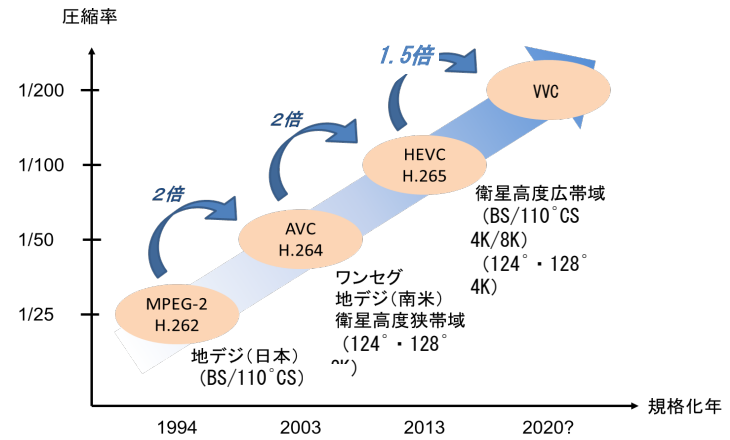 圧縮率
1/200
1/100
1/50
1/25
1.5倍
2倍
2倍
VVC
HEVC
H.265
AVC
H.264
MPEG-2
H.262
衛星高度広帯域
(BS/110°CS
4K/8K)
(124°・128°
4K)
ワンセグ
地デジ(南米)
衛星高度狭帯域
(124°・128°
地デジ(日本)
(BS/110°CS)
1994
2003
2013
2020?
規格化年